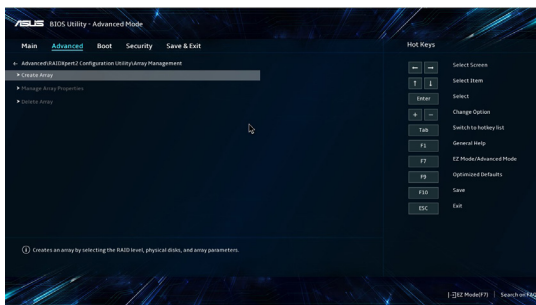 ASUS BIOS Utility - Advanced Mode
Main Advanced Boot Security Save & Exit
Hot Keys
← Advanced\RAIDXpert2 Configuration Utility\Array Management
▶ Create Array
▶ Manage Array Properties
▶ Delete Array
← → Select Screen
↑ ↓ Select Item
Enter Select
+ − Change Option
Tab Switch to hotkey list
F1 General Help
F7 EZ Mode/Advanced Mode
F9 Optimized Defaults
F10 Save
ESC Exit
i Creates an array by selecting the RAID level, physical disks, and array parameters.
EZ Mode(F7) | Search on FAQ